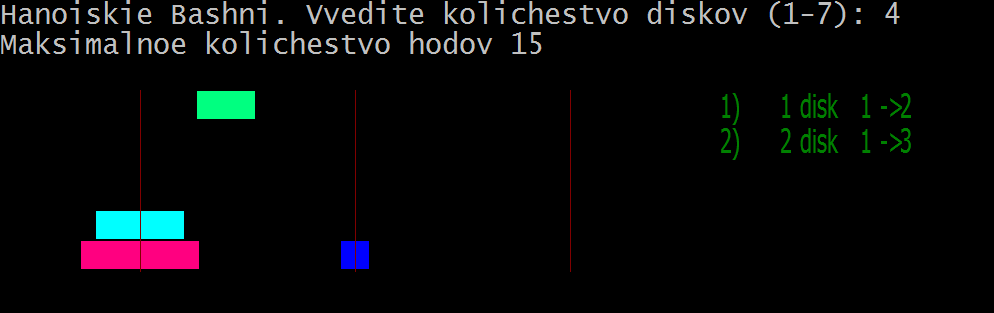 Hanoiskie Bashni. Vvedite kolichestvo diskov (1-7): 4
Maksimalnoe kolichestvo hodov 15
1) 1 disk 1 ->2
2) 2 disk 1 ->3